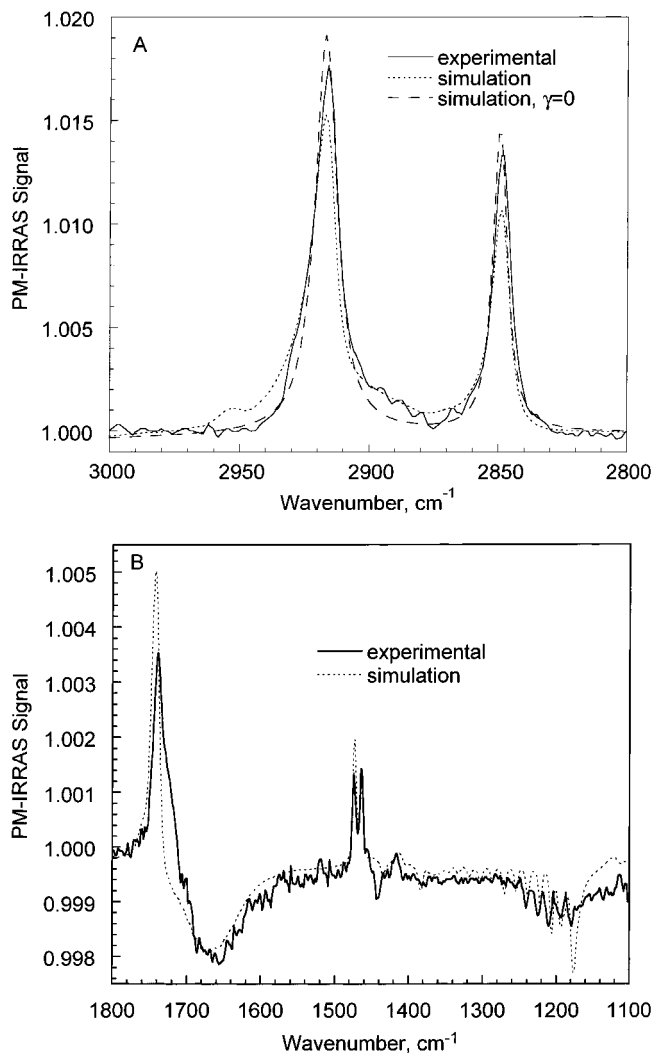 A
experimental
simulation
simulation, γ=0
1.020
1.015
1.010
1.005
1.000
PM-IRRAS Signal
3000 2950 2900 2850 2800
Wavenumber, cm-1
B
experimental
simulation
1.005
1.004
1.003
1.002
1.001
1.000
0.999
0.998
PM-IRRAS Signal
1800 1700 1600 1500 1400 1300 1200 1100
Wavenumber, cm-1